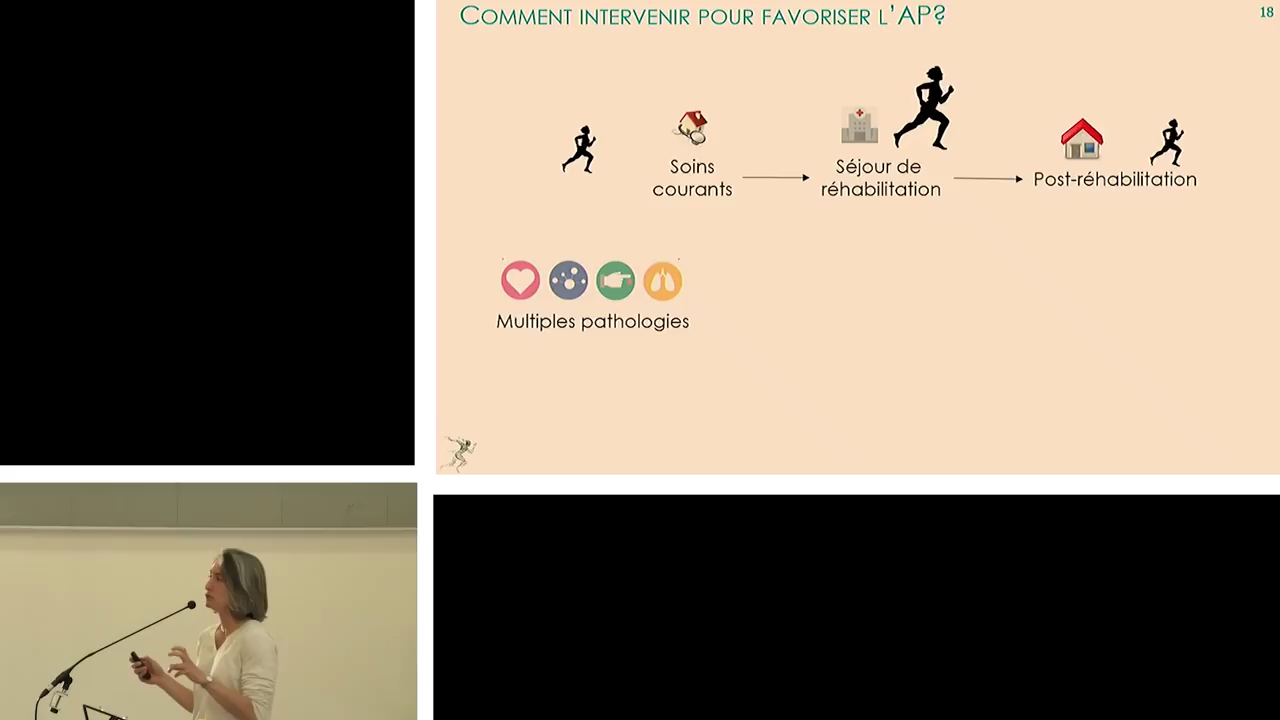 COMMENT INTERVENIR POUR FAVORISER L'AP?
18
Soins
courants
Séjour de
réhabilitation
Post-réhabilitation
Multiples pathologies